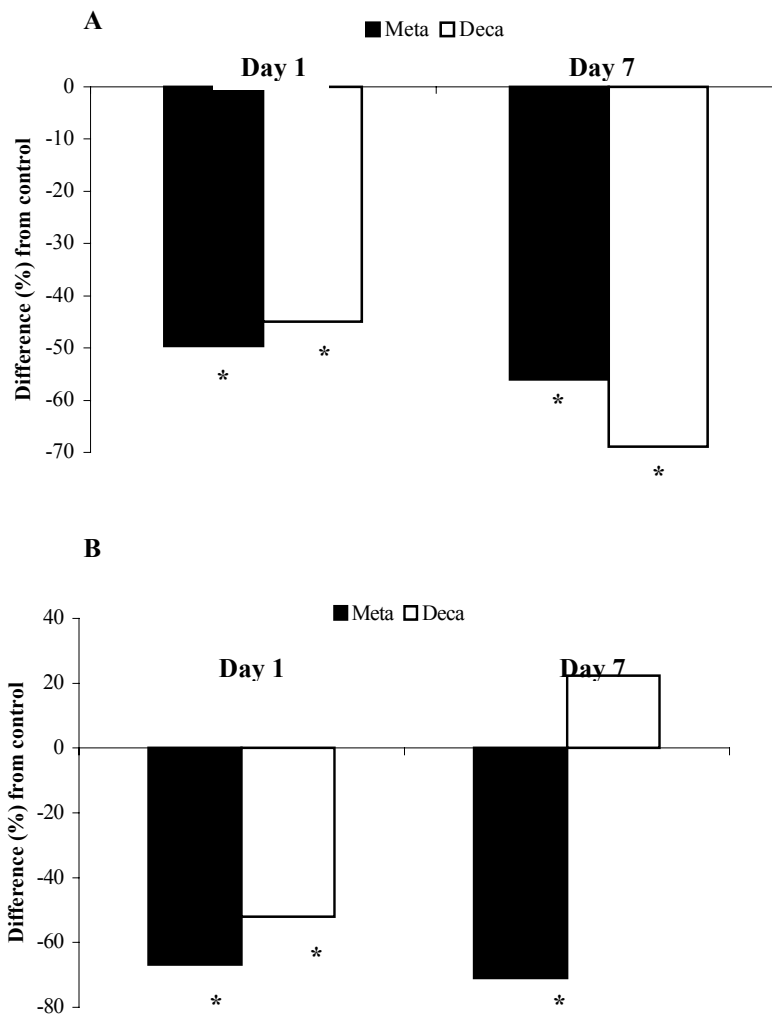 A
Meta Deca
Day 1 Day 7
0
-10
-20
-30
-40
-50
-60
-70
Difference (%) from control
* * * *
B
Meta Deca
40
20
0
-20
-40
-60
-80
Day 1 Day 7
Difference (%) from control
* * *